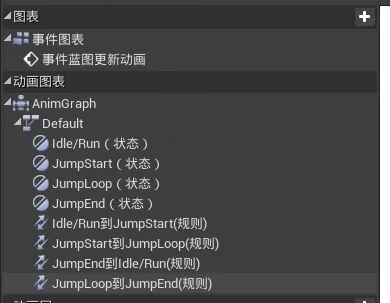 图表
事件图表
事件蓝图更新动画
动画图表
AnimGraph
Default
Idle/Run（状态）
JumpStart（状态）
JumpLoop（状态）
JumpEnd（状态）
Idle/Run到JumpStart(规则)
JumpStart到JumpLoop(规则)
JumpEnd到Idle/Run(规则)
JumpLoop到JumpEnd(规则)